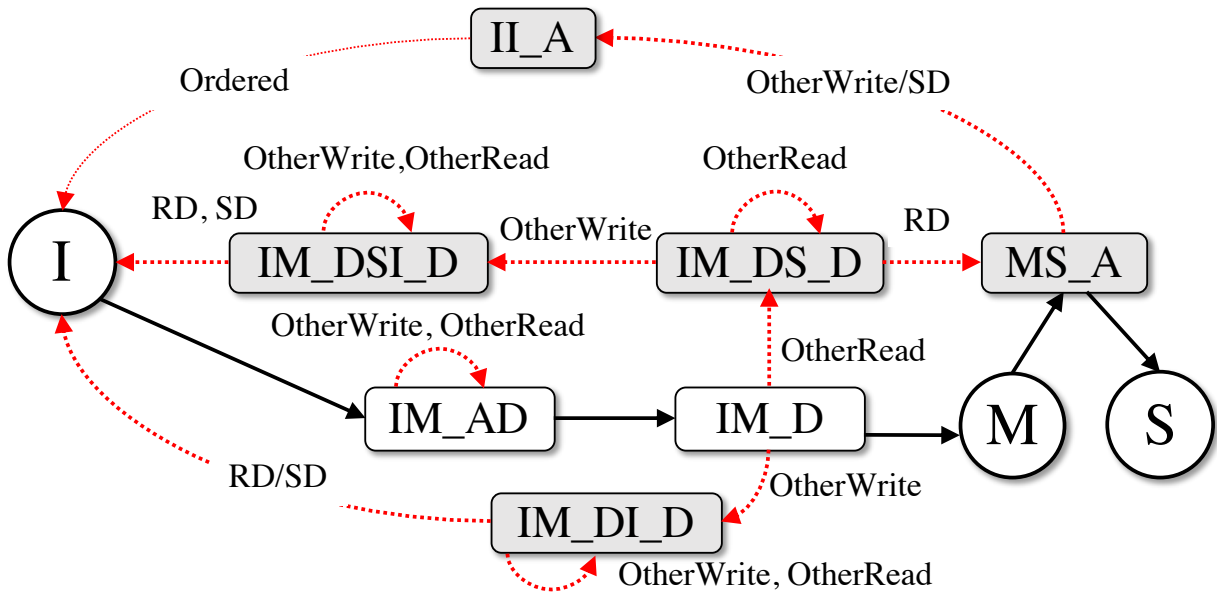 II_A
Ordered
OtherWrite/SD
OtherWrite,OtherRead
OtherRead
RD, SD
OtherWrite
RD
I
IM_DSI_D
IM_DS_D
MS_A
OtherWrite, OtherRead
OtherRead
IM_AD
IM_D
M
S
RD/SD
OtherWrite
IM_DI_D
OtherWrite, OtherRead